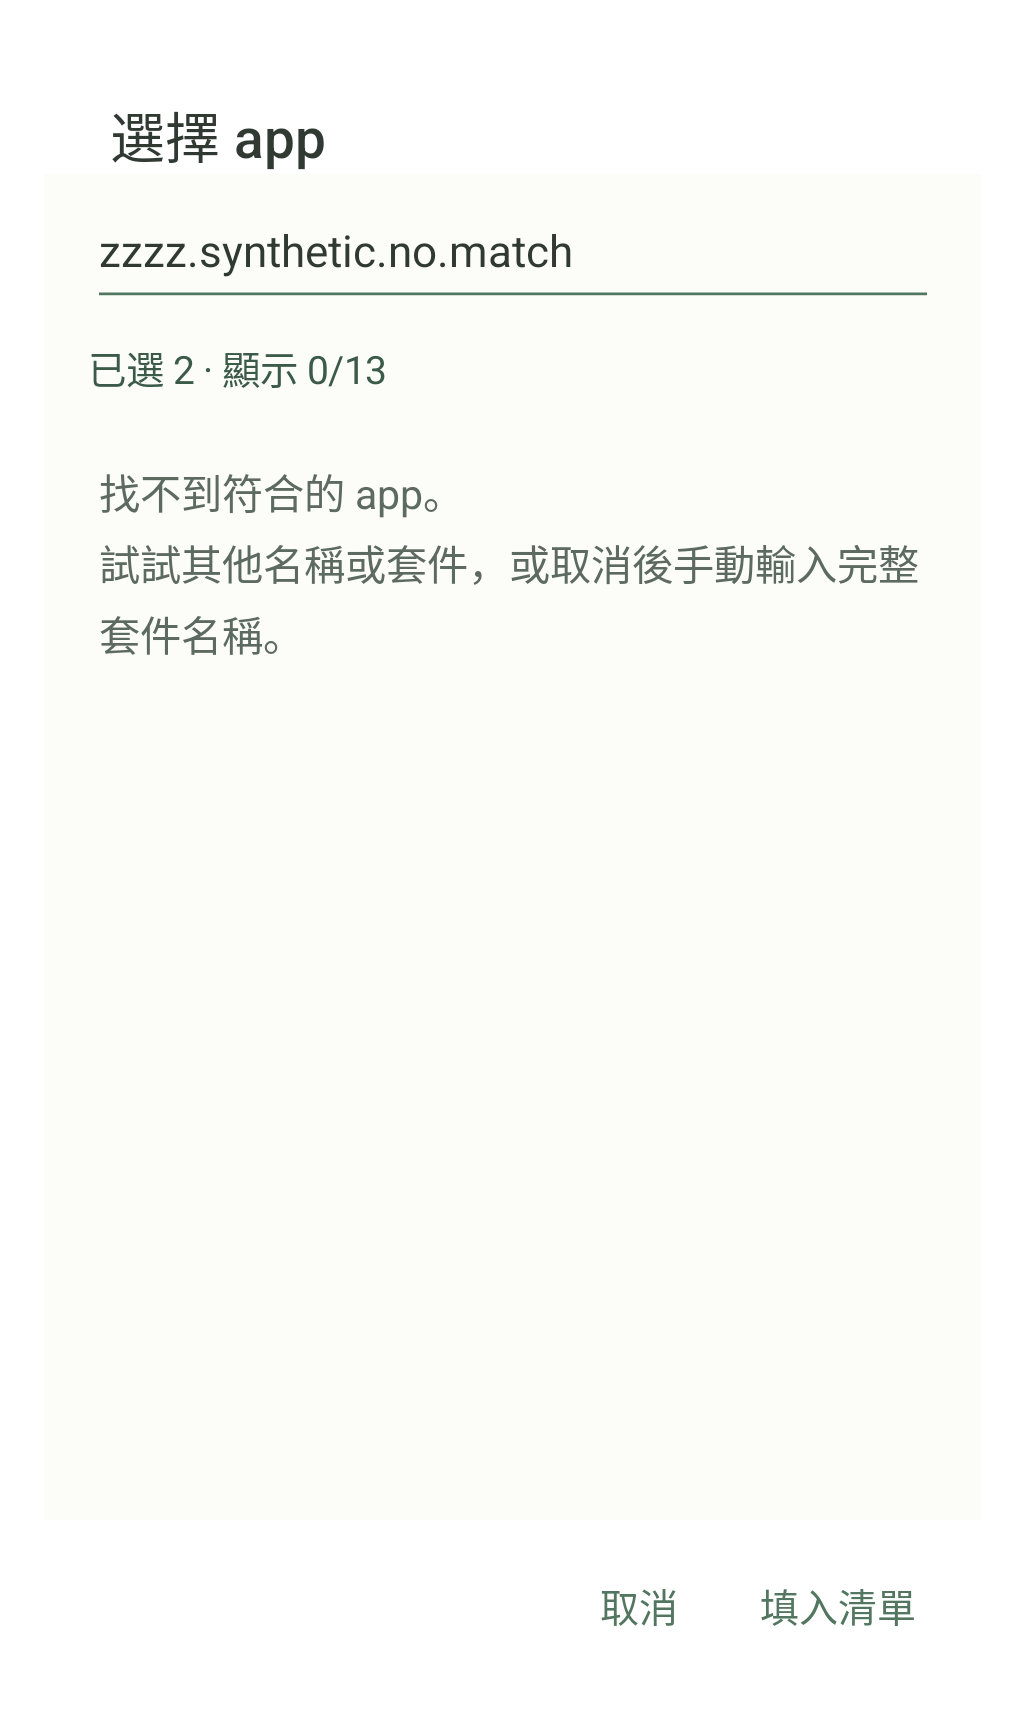 選擇 app
zzzz.synthetic.no.match
已選 2 · 顯示 0/13
找不到符合的 app。
試試其他名稱或套件，或取消後手動輸入完整
套件名稱。
取消 填入清單